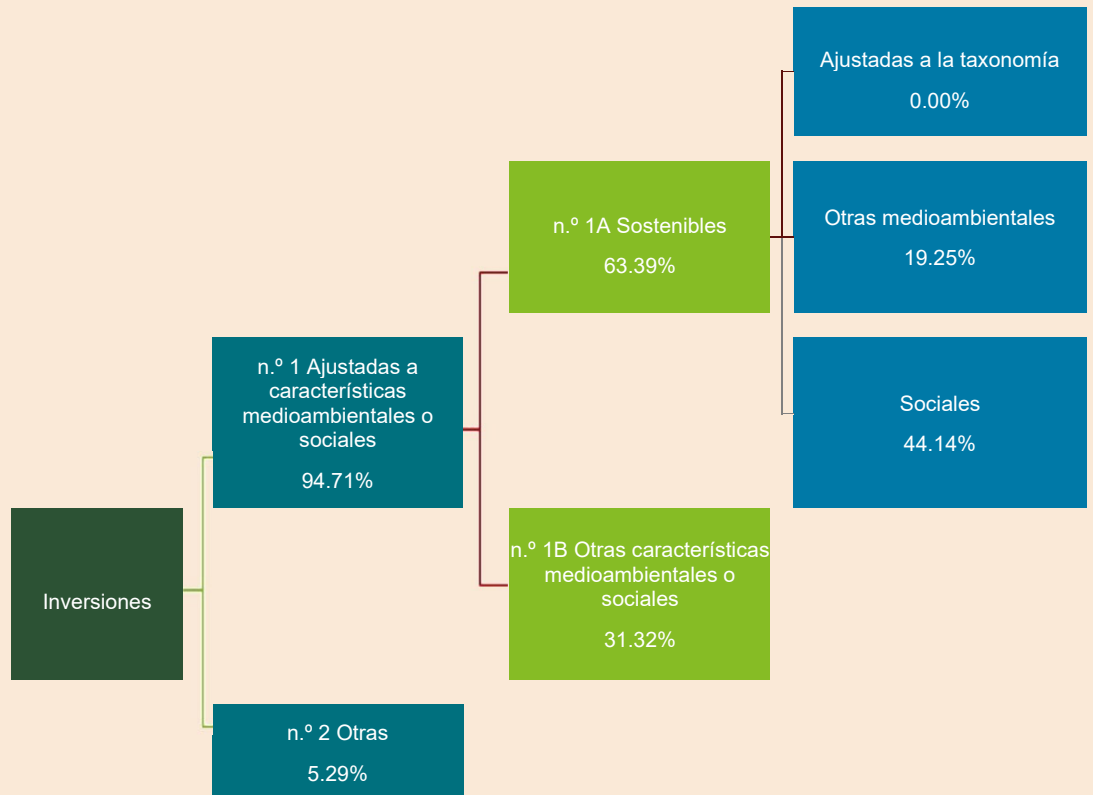 Ajustadas a la taxonomía
0.00%
n.º 1A Sostenibles
63.39%
Otras medioambientales
19.25%
n.º 1 Ajustadas a
características
medioambientales o
sociales
94.71%
Sociales
44.14%
Inversiones
n.º 1B Otras características
medioambientales o
sociales
31.32%
n.º 2 Otras
5.29%